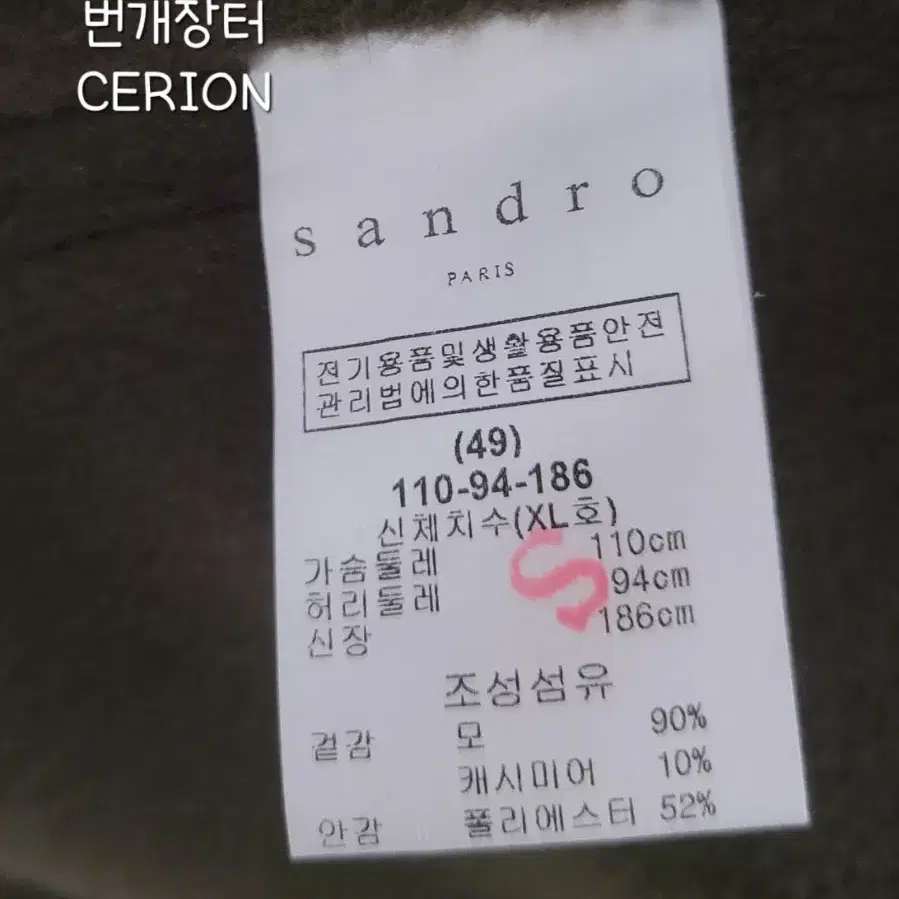 번개장터
CERION
sandro
PARIS
전기용품및생활용품안전
관리법에의한품질표시
(49)
110-94-186
신체치수(XL호)
가슴둘레 110cm
허리둘레 94cm
신장 186cm
S
조성섬유
겉감 모 90%
캐시미어 10%
안감 폴리에스터 52%